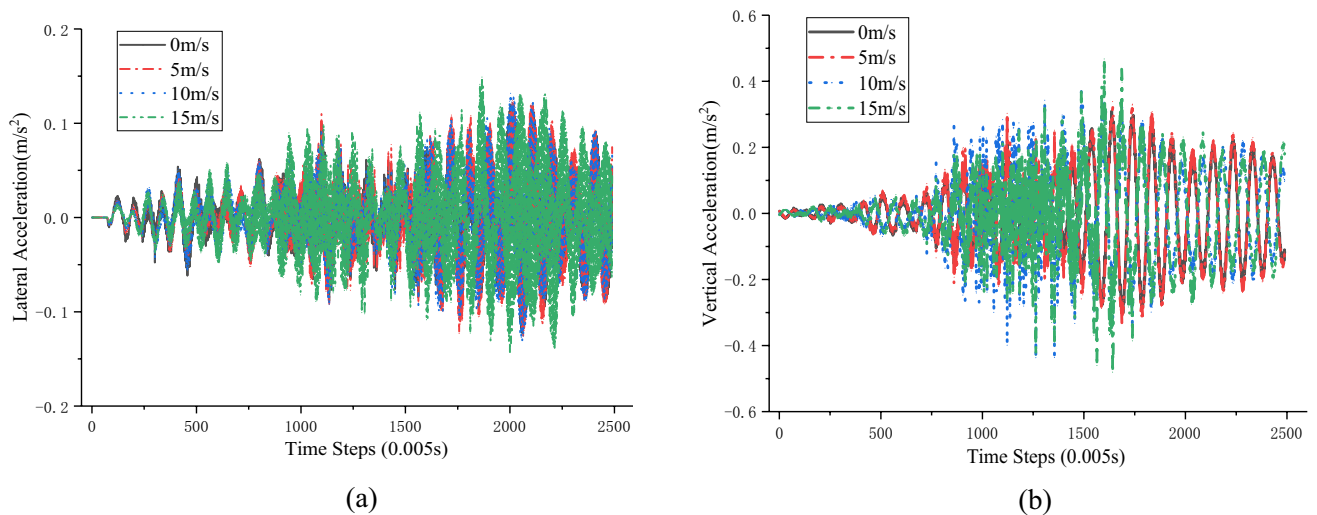 0m/s
5m/s
10m/s
15m/s
Lateral Acceleration(m/s²)
0.2
0.1
0.0
-0.1
-0.2
0 500 1000 1500 2000 2500
Time Steps (0.005s)
(a)
0m/s
5m/s
10m/s
15m/s
Vertical Acceleration(m/s²)
0.6
0.4
0.2
0.0
-0.2
-0.4
-0.6
0 500 1000 1500 2000 2500
Time Steps (0.005s)
(b)